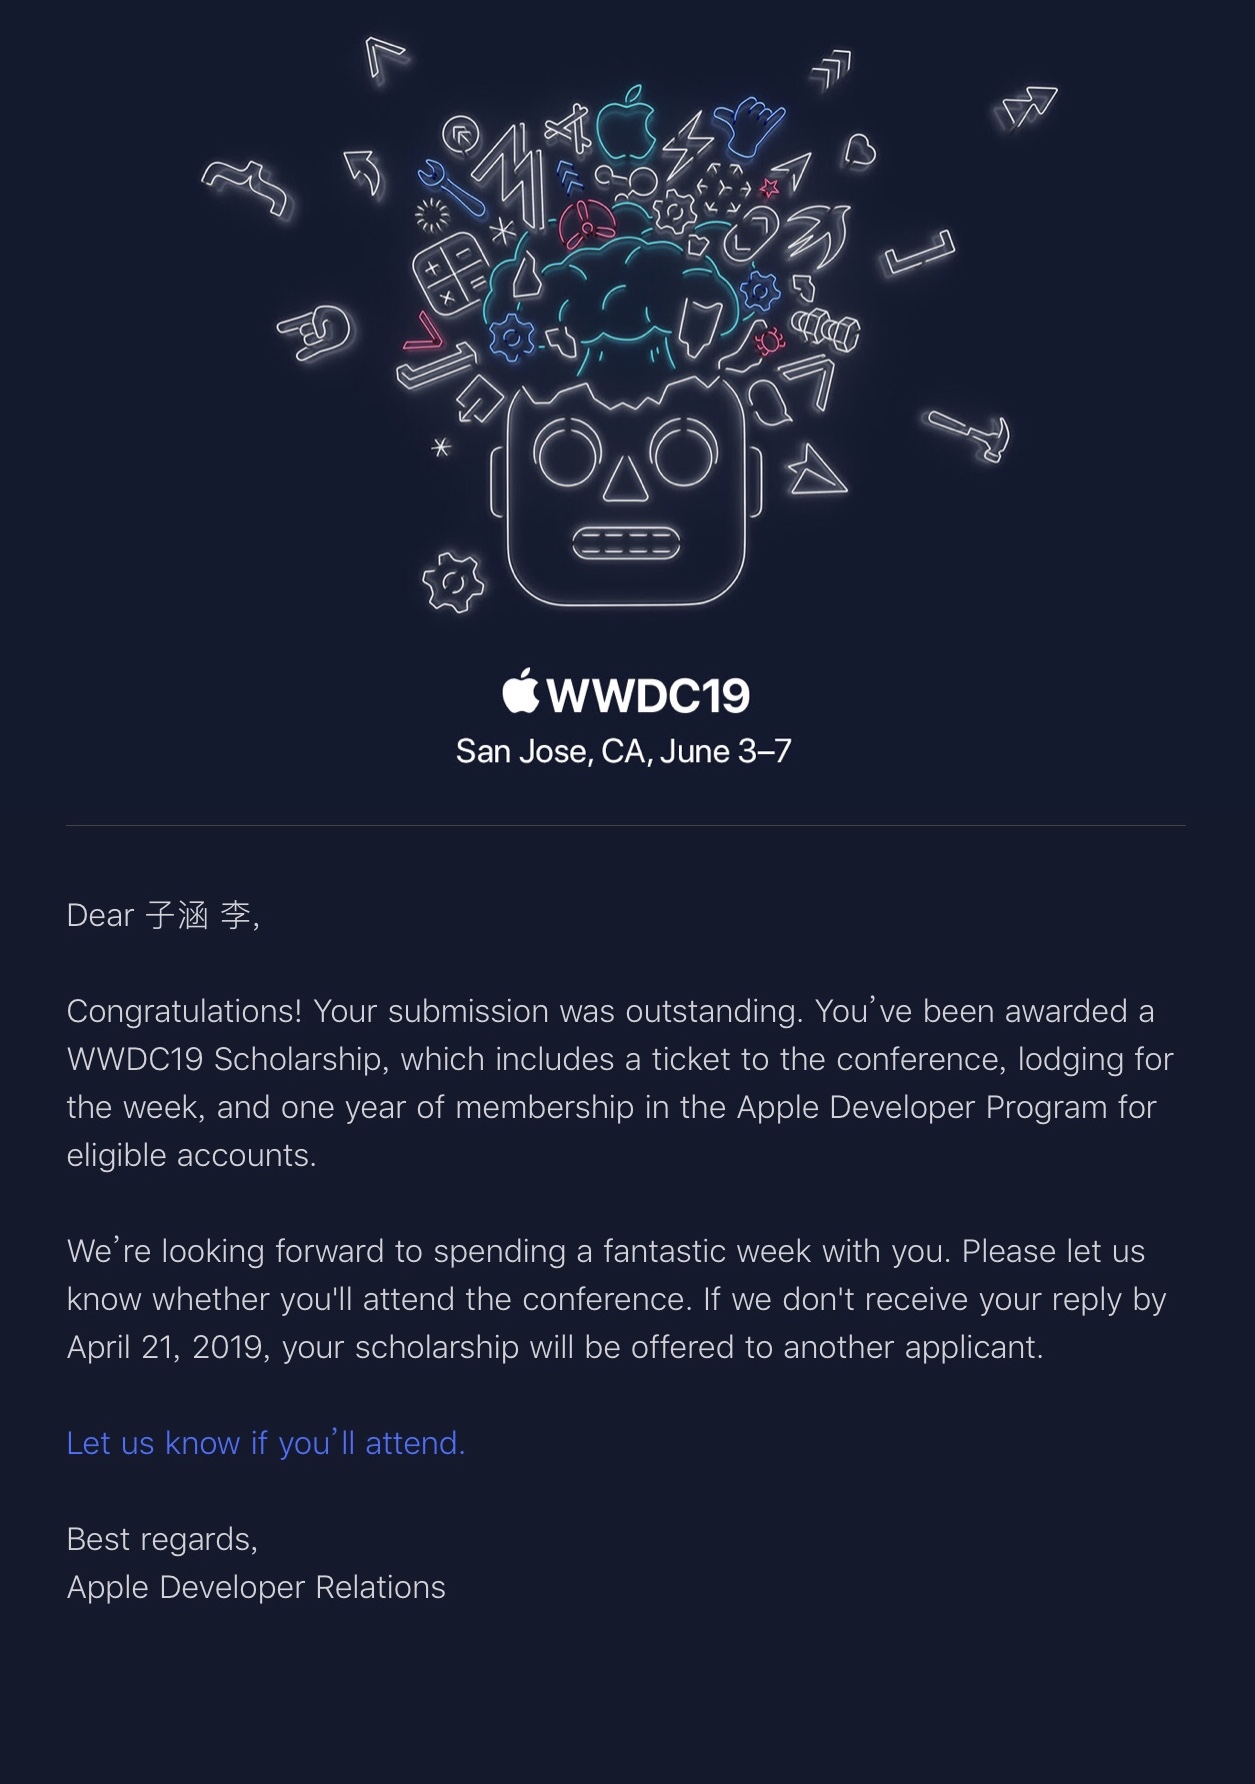 WWDC19
San Jose, CA, June 3–7
Dear 子涵 李,
Congratulations! Your submission was outstanding. You’ve been awarded a
WWDC19 Scholarship, which includes a ticket to the conference, lodging for
the week, and one year of membership in the Apple Developer Program for
eligible accounts.
We’re looking forward to spending a fantastic week with you. Please let us
know whether you'll attend the conference. If we don't receive your reply by
April 21, 2019, your scholarship will be offered to another applicant.
Let us know if you’ll attend.
Best regards,
Apple Developer Relations